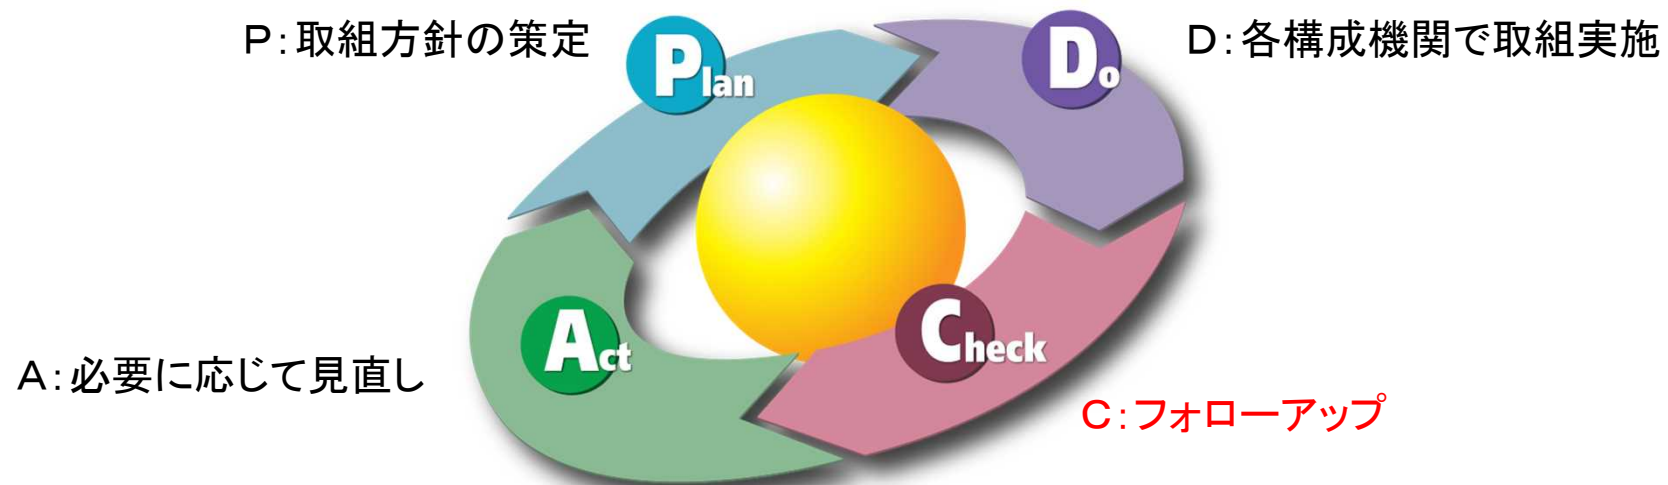 P：取組方針の策定
Plan
Do
D：各構成機関で取組実施
Act
Check
A：必要に応じて見直し
C：フォローアップ